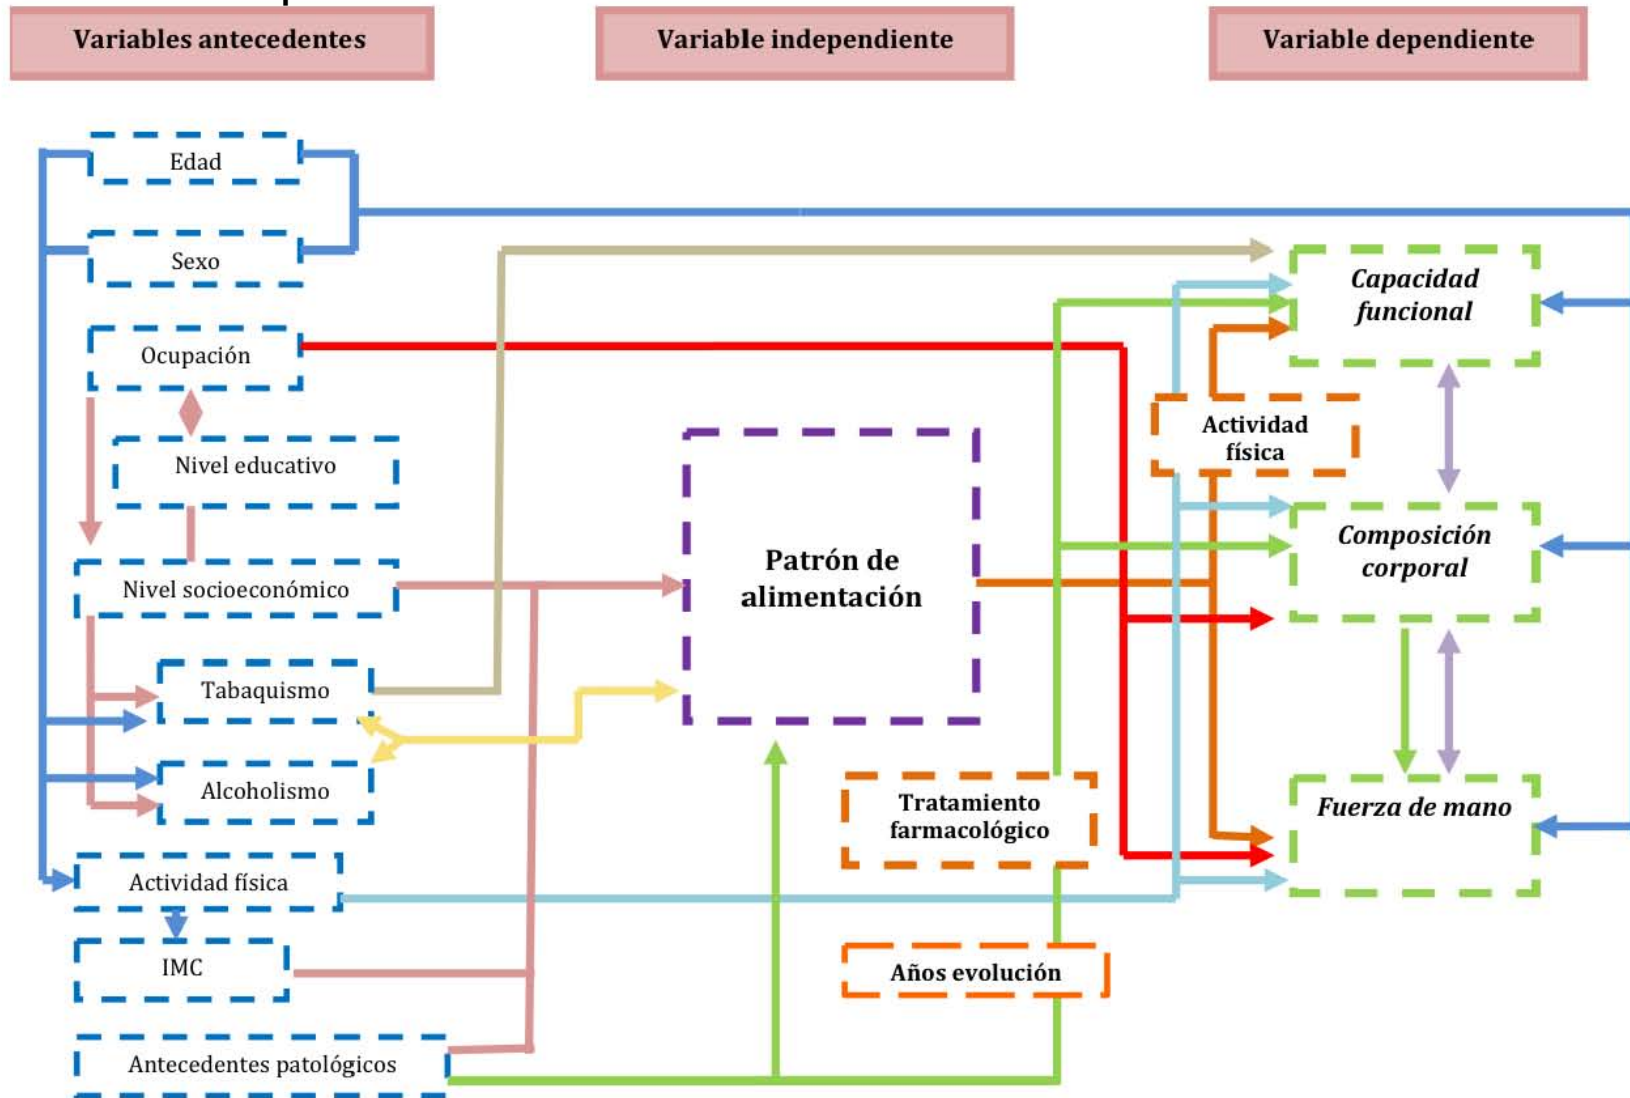 Variables antecedentes
Variable independiente
Variable dependiente
Edad
Sexo
Ocupación
Nivel educativo
Nivel socioeconómico
Tabaquismo
Alcoholismo
Actividad física
IMC
Antecedentes patológicos
Patrón de
alimentación
Tratamiento
farmacológico
Años evolución
Actividad
física
Capacidad
funcional
Composición
corporal
Fuerza de mano